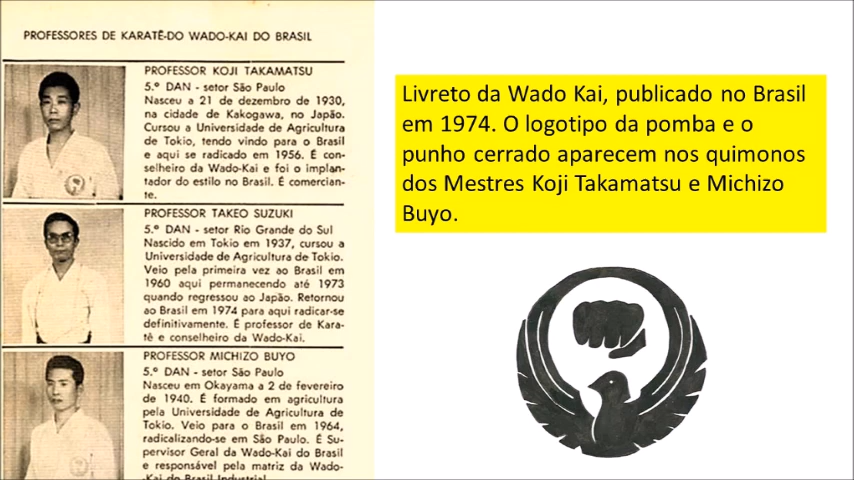 PROFESSORES DE KARATÊ-DO WADO-KAI DO BRASIL
PROFESSOR KOJI TAKAMATSU
5.º DAN - setor São Paulo
Nasceu a 21 de dezembro de 1930,
na cidade de Kakogawa, no Japão.
Cursou a Universidade de Agricultura
de Tokio, tendo vindo para o Brasil
e aqui se radicado em 1956. É con-
selheiro da Wado-Kai e foi o implan-
tador do estilo no Brasil. É comercian-
te.
PROFESSOR TAKEO SUZUKI
5.º DAN - setor Rio Grande do Sul
Nascido em Tokio em 1937, cursou a
Universidade de Agricultura de Tokio.
Veio pela primeira vez ao Brasil em
1960 aqui permanecendo até 1973
quando regressou ao Japão. Retornou
ao Brasil em 1974 para aqui radicar-se
definitivamente. É professor de Kara-
tê e conselheiro da Wado-Kai.
PROFESSOR MICHIZO BUYO
5.º DAN - setor São Paulo
Nasceu em Okayama a 2 de fevereiro
de 1940. É formado em agricultura
pela Universidade de Agricultura de
Tokio. Veio para o Brasil em 1964,
radicalizando-se em São Paulo. É Su-
pervisor Geral da Wado-Kai do Brasil
e responsável pela matriz da Wado-
-Kai do Brasil Industrial.
Livreto da Wado Kai, publicado no Brasil
em 1974. O logotipo da pomba e o
punho cerrado aparecem nos quimonos
dos Mestres Koji Takamatsu e Michizo
Buyo.